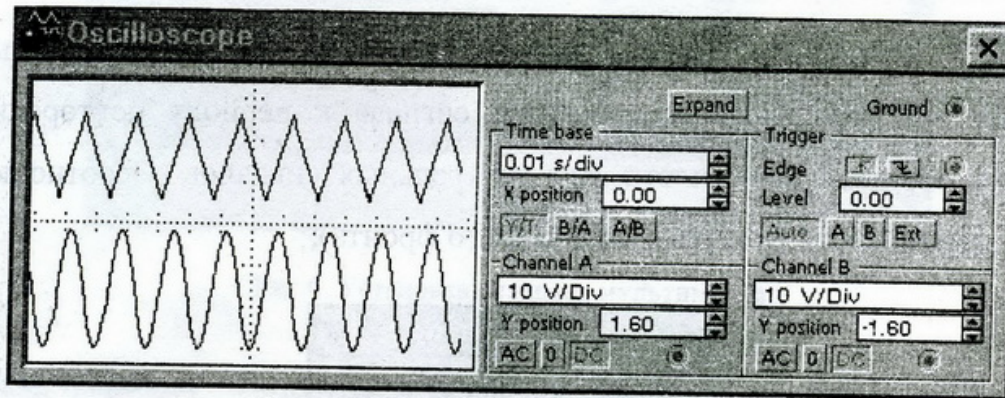 Oscilloscope
Expand
Ground
Time base
0.01 s/div
X position 0.00
Y/T B/A A/B
Trigger
Edge
Level 0.00
Auto A B Ext
Channel A
10 V/Div
Y position 1.60
AC 0 DC
Channel B
10 V/Div
Y position -1.60
AC 0 DC